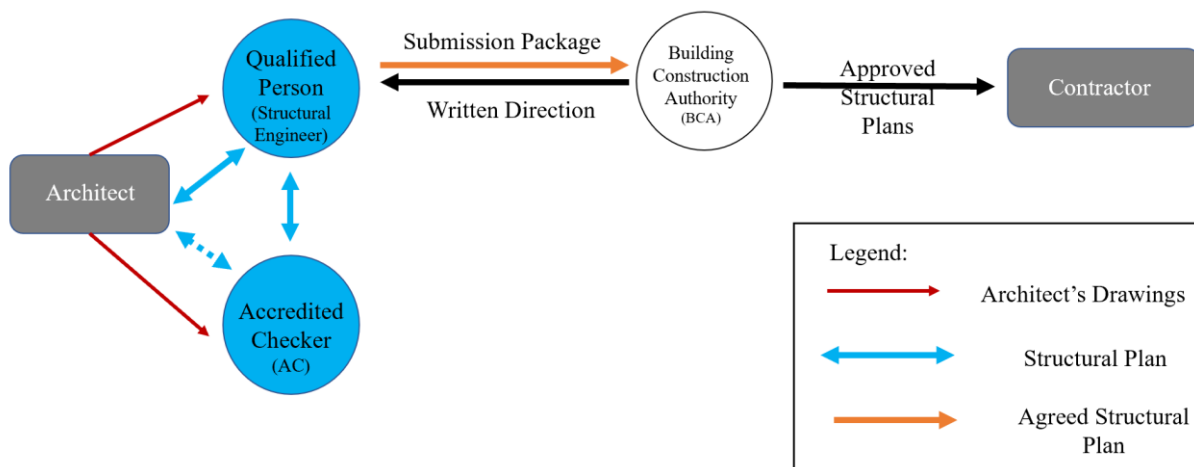 Qualified
Person
(Structural
Engineer)
Submission Package
Written Direction
Building
Construction
Authority
(BCA)
Approved
Structural
Plans
Contractor
Architect
Accredited
Checker
(AC)
Legend:
Architect’s Drawings
Structural Plan
Agreed Structural
Plan